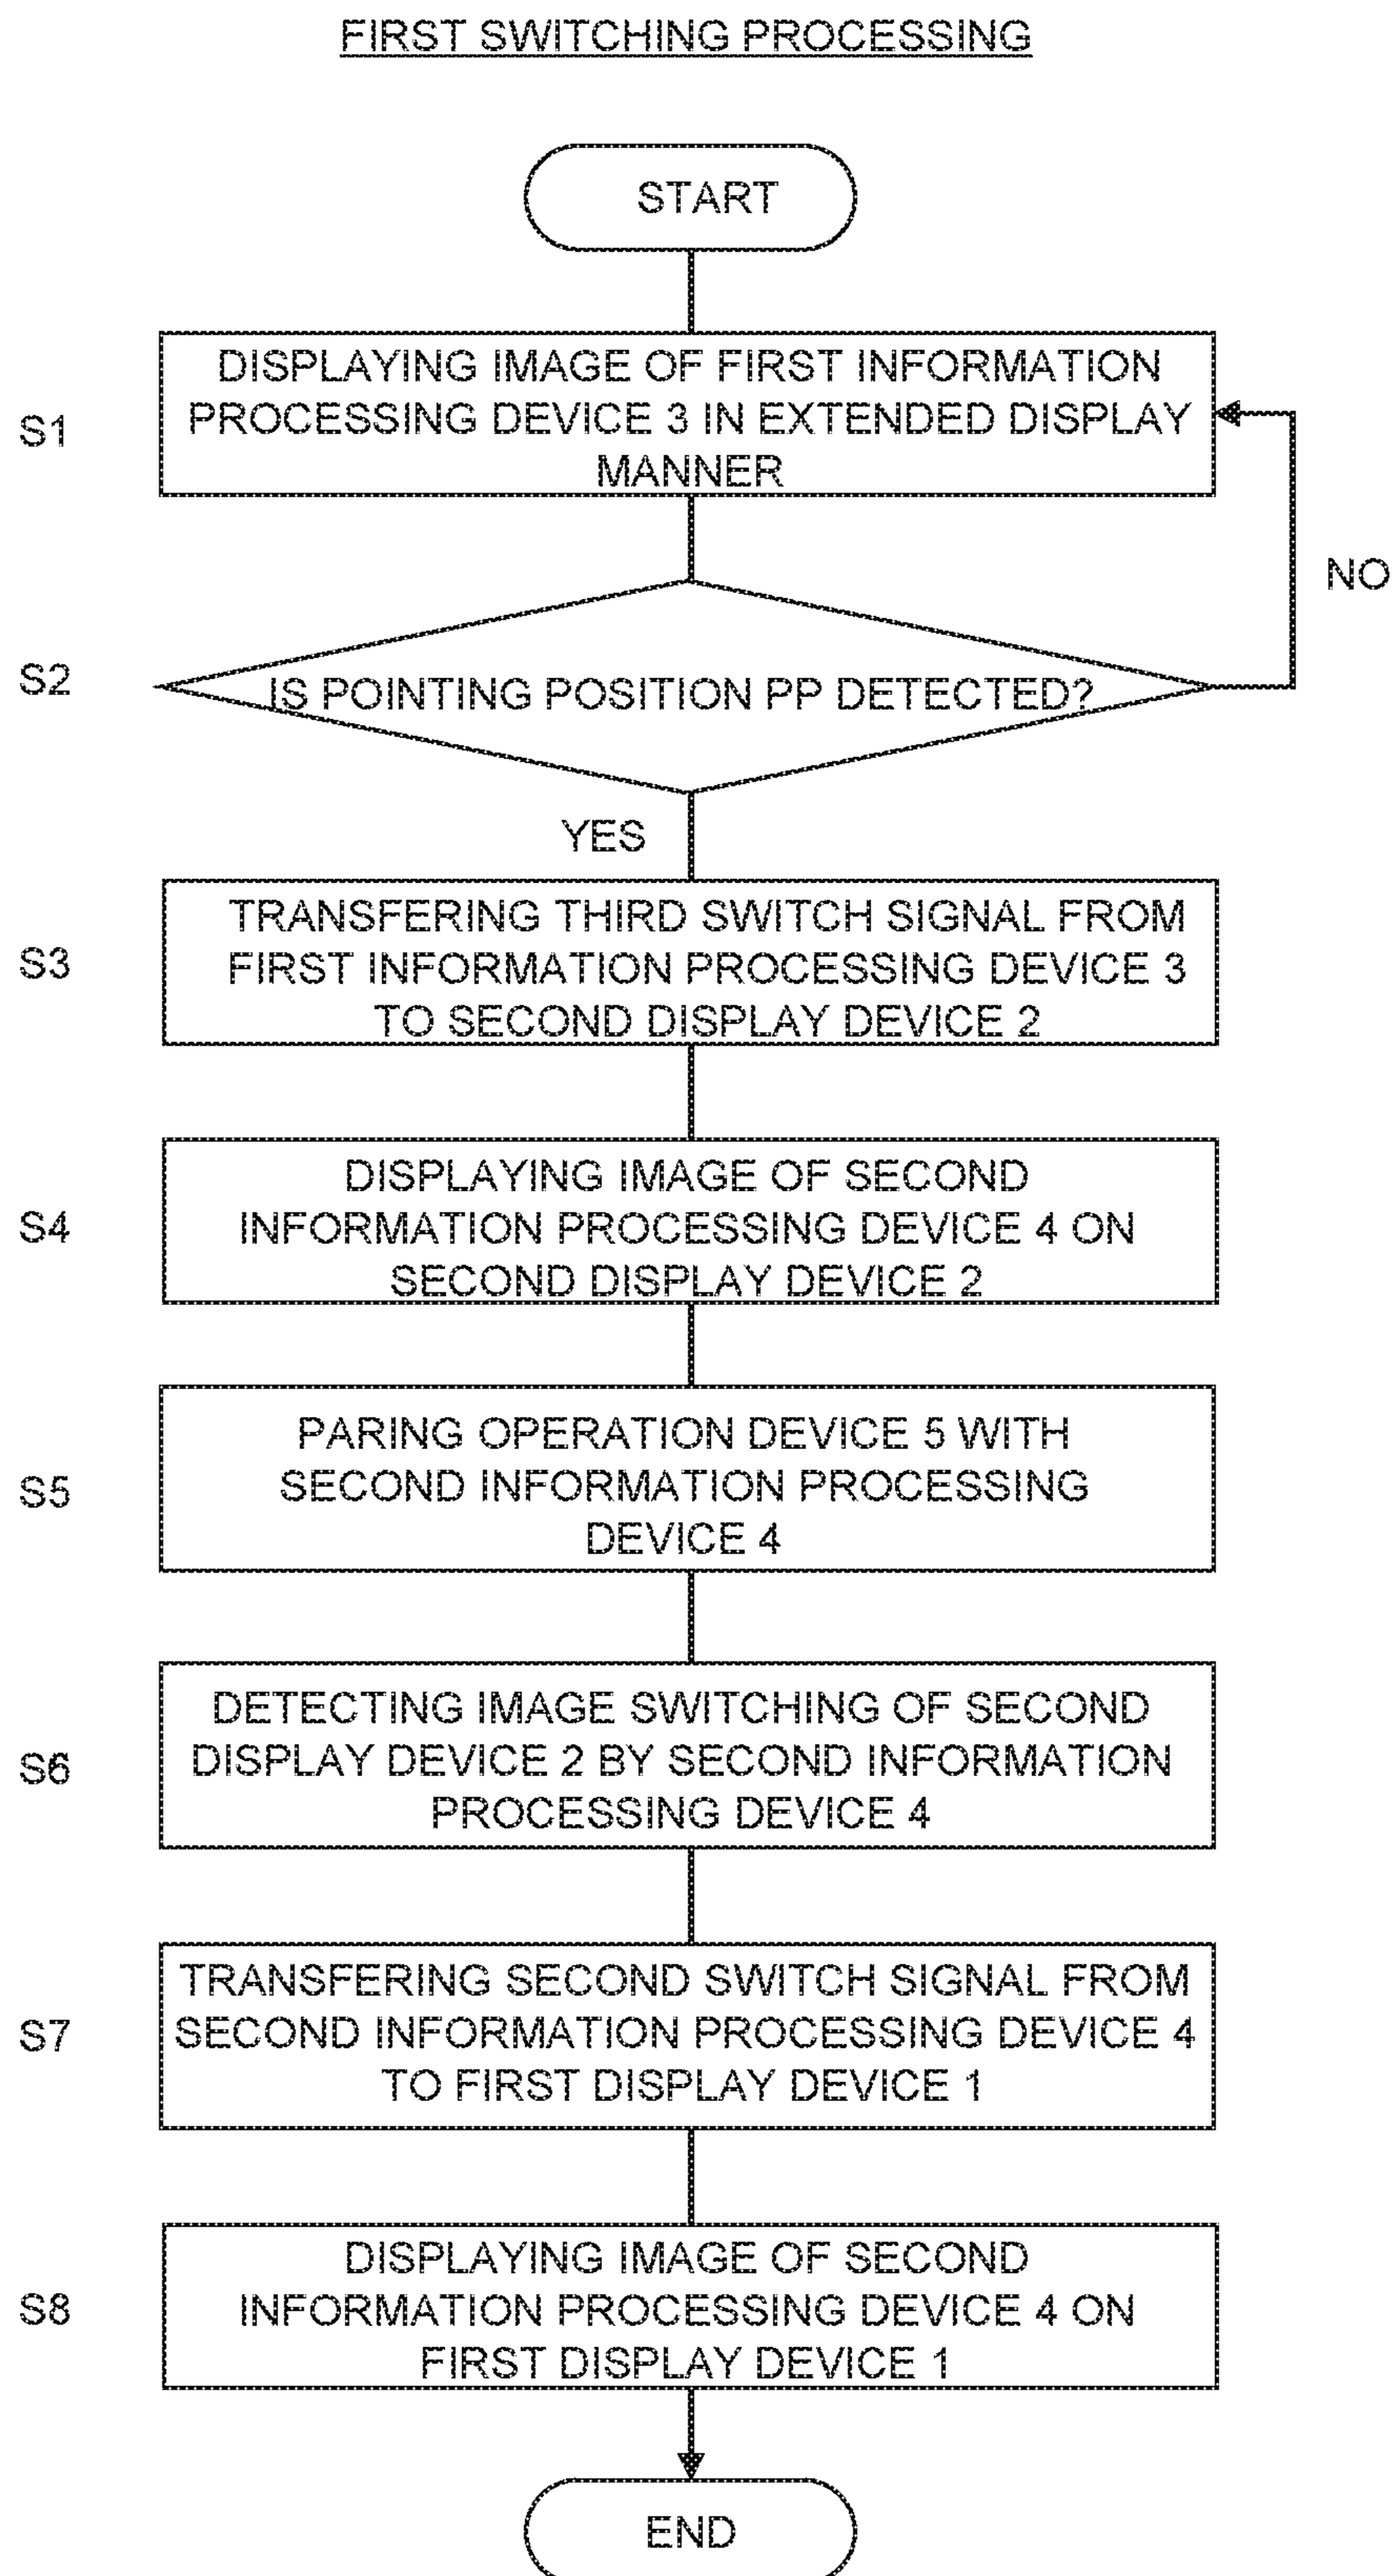 FIRST SWITCHING PROCESSING
START
S1
DISPLAYING IMAGE OF FIRST INFORMATION
PROCESSING DEVICE 3 IN EXTENDED DISPLAY
MANNER
NO
S2
IS POINTING POSITION PP DETECTED?
YES
S3
TRANSFERING THIRD SWITCH SIGNAL FROM
FIRST INFORMATION PROCESSING DEVICE 3
TO SECOND DISPLAY DEVICE 2
S4
DISPLAYING IMAGE OF SECOND
INFORMATION PROCESSING DEVICE 4 ON
SECOND DISPLAY DEVICE 2
S5
PARING OPERATION DEVICE 5 WITH
SECOND INFORMATION PROCESSING
DEVICE 4
S6
DETECTING IMAGE SWITCHING OF SECOND
DISPLAY DEVICE 2 BY SECOND INFORMATION
PROCESSING DEVICE 4
S7
TRANSFERING SECOND SWITCH SIGNAL FROM
SECOND INFORMATION PROCESSING DEVICE 4
TO FIRST DISPLAY DEVICE 1
S8
DISPLAYING IMAGE OF SECOND
INFORMATION PROCESSING DEVICE 4 ON
FIRST DISPLAY DEVICE 1
END